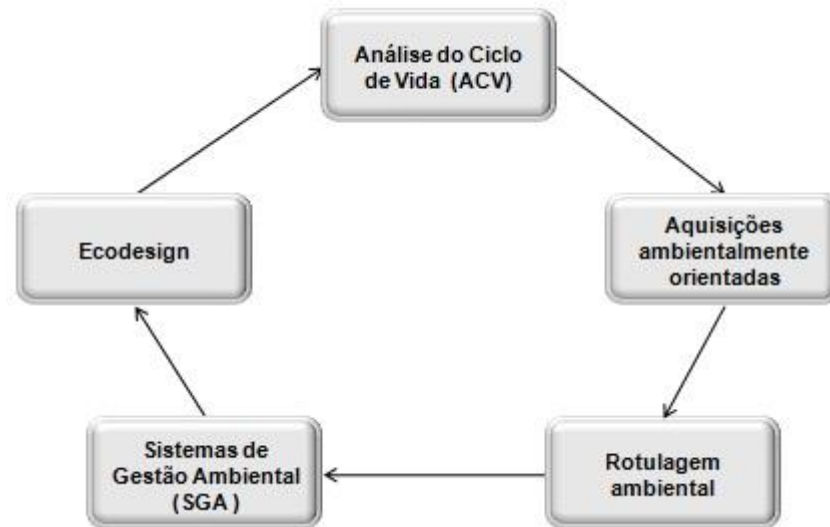 Análise do Ciclo
de Vida (ACV)
Aquisições
ambientalmente
orientadas
Rotulagem
ambiental
Sistemas de
Gestão Ambiental
(SGA )
Ecodesign